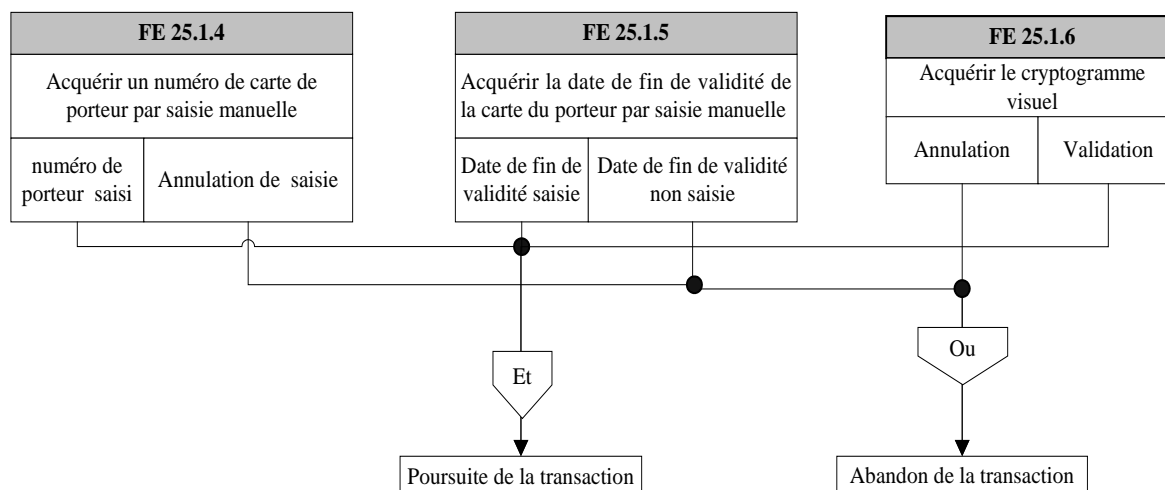 FE 25.1.4
Acquérir un numéro de carte de
porteur par saisie manuelle
numéro de
porteur saisi
Annulation de saisie
FE 25.1.5
Acquérir la date de fin de validité de
la carte du porteur par saisie manuelle
Date de fin de
validité saisie
Date de fin de validité
non saisie
FE 25.1.6
Acquérir le cryptogramme
visuel
Annulation
Validation
Et
Ou
Poursuite de la transaction
Abandon de la transaction